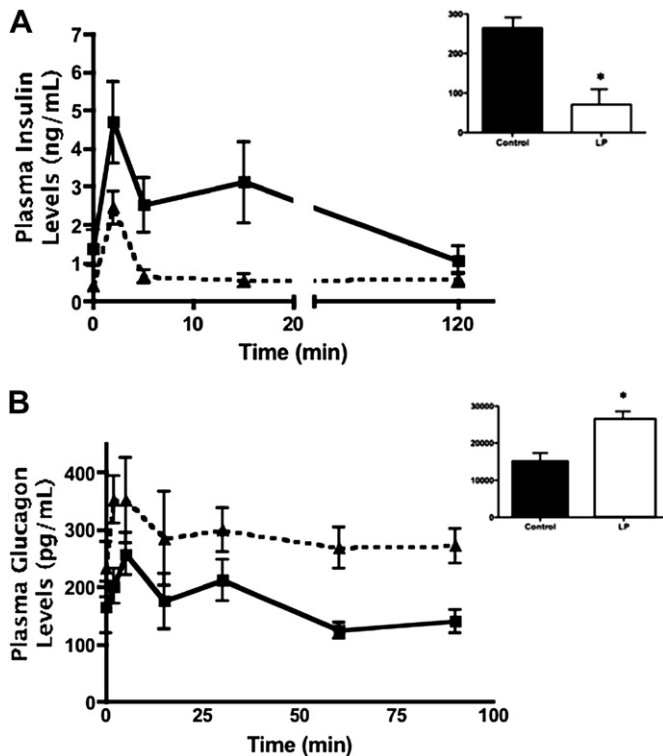 A
Plasma Insulin
Levels (ng/mL)
7
6
5
4
3
2
1
0
0 10 20 120
Time (min)
300
200
100
0
*
Control LP
B
Plasma Glucagon
Levels (pg/mL)
400
300
200
100
0
0 25 50 75 100
Time (min)
30000
20000
10000
0
*
Control LP